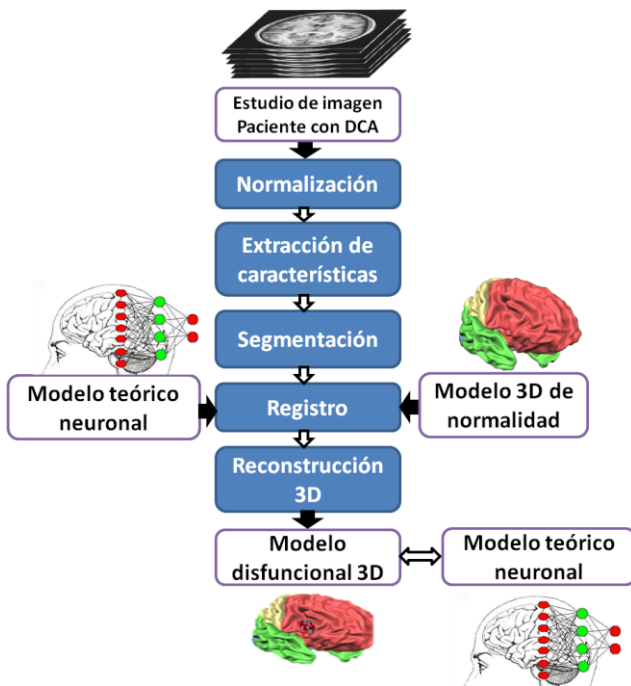 Estudio de imagen
Paciente con DCA
Normalización
Extracción de
características
Segmentación
Modelo teórico
neuronal
Registro
Modelo 3D de
normalidad
Reconstrucción
3D
Modelo
disfuncional 3D
Modelo teórico
neuronal